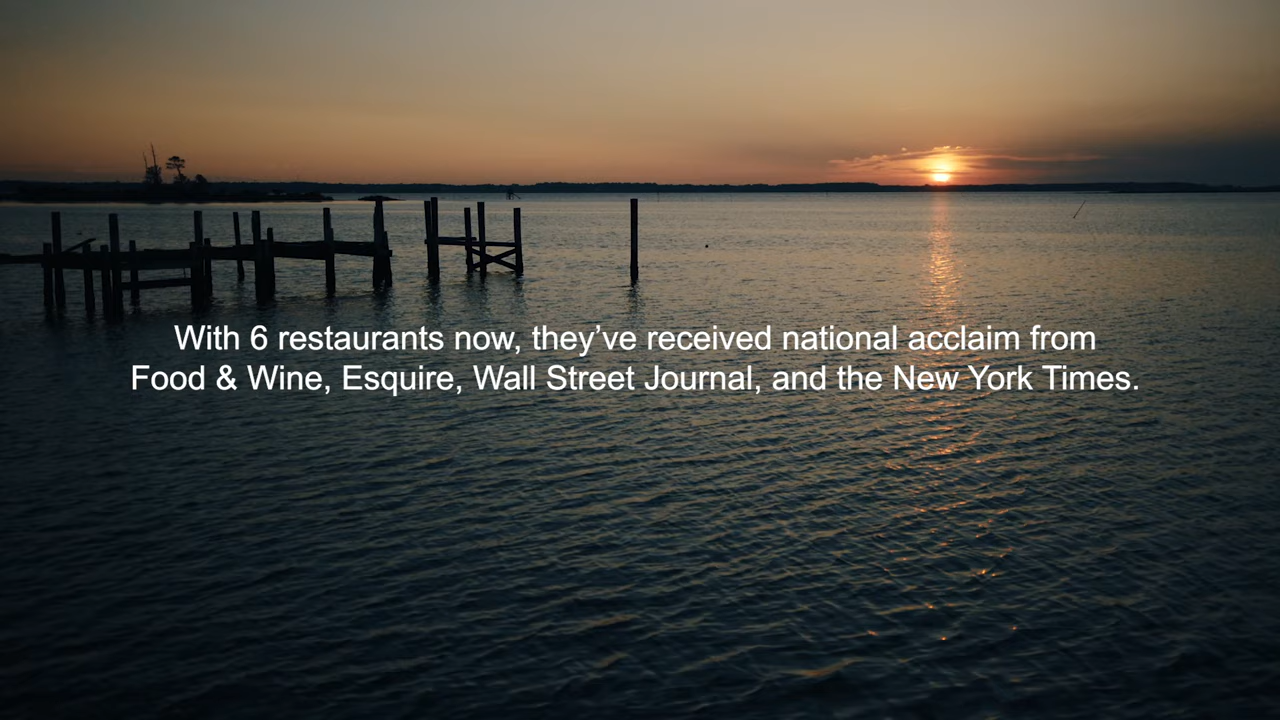 With 6 restaurants now, they’ve received national acclaim from
Food & Wine, Esquire, Wall Street Journal, and the New York Times.